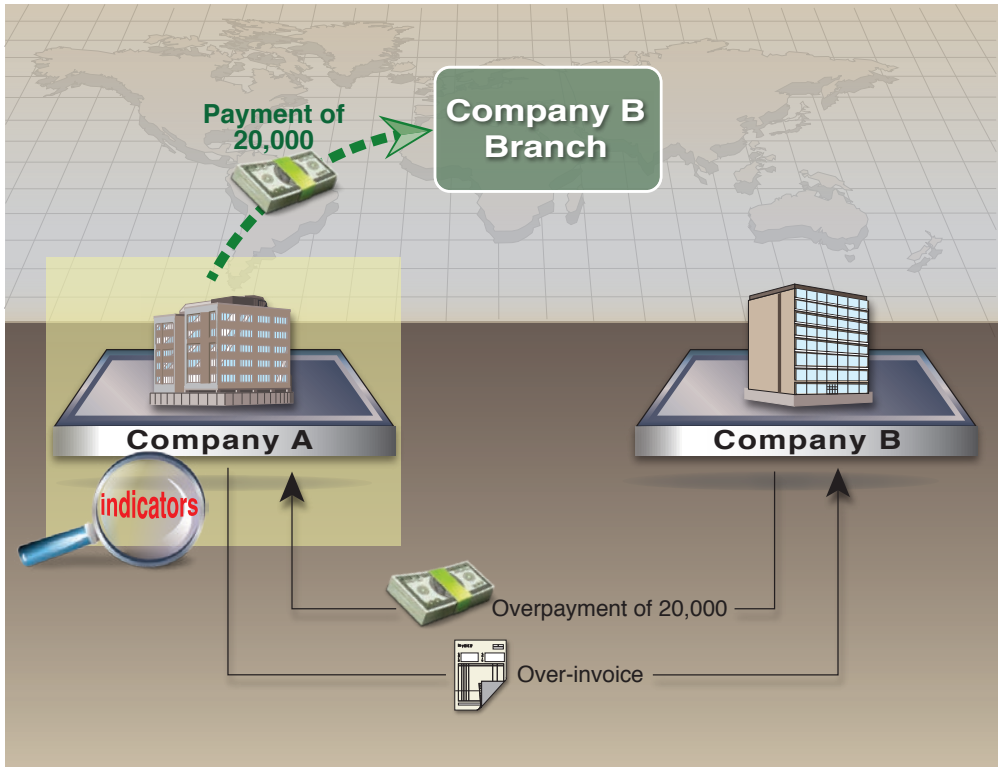 Payment of
20,000
Company B
Branch
Company A
Company B
indicators
Overpayment of 20,000
Over-invoice